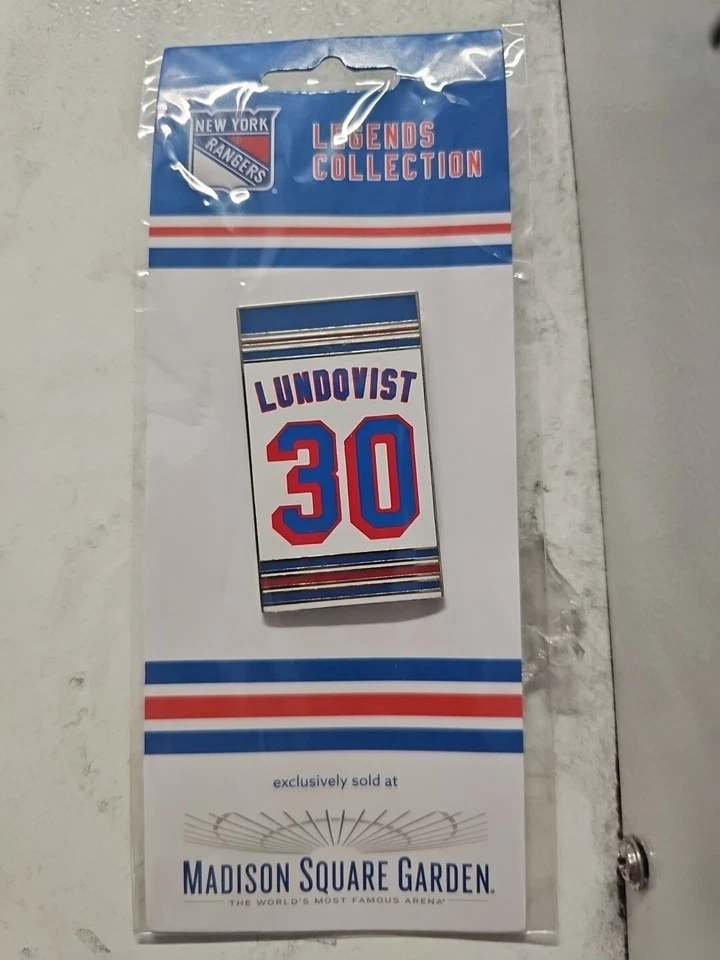 NEW YORK
RANGERS
LEGENDS
COLLECTION
LUNDQVIST
30
exclusively sold at
MADISON SQUARE GARDEN.
THE WORLD'S MOST FAMOUS ARENA